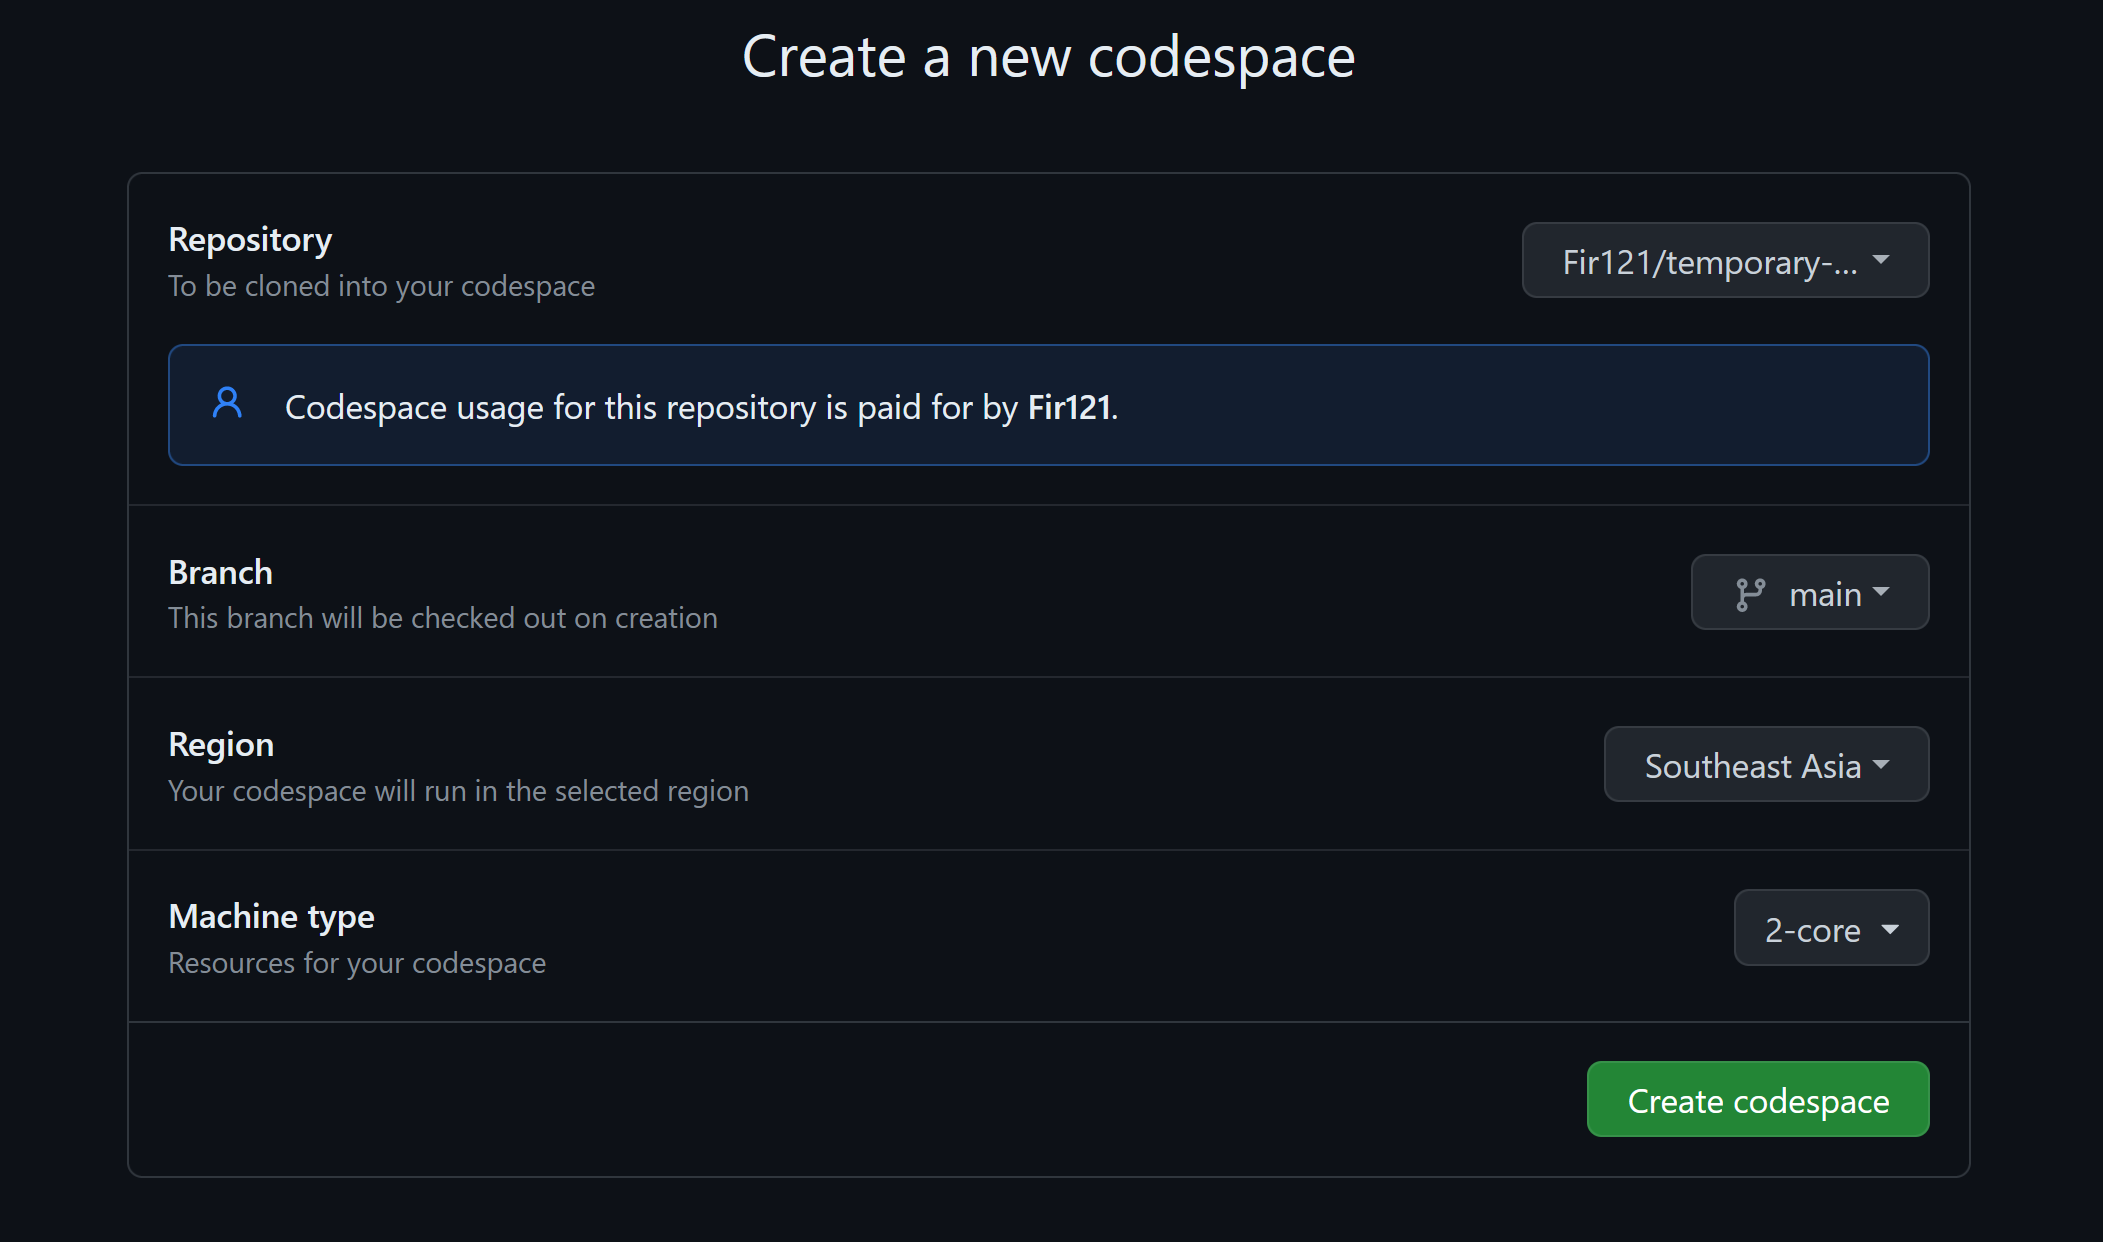 Create a new codespace
Repository
To be cloned into your codespace
Fir121/temporary-...
Codespace usage for this repository is paid for by Fir121.
Branch
This branch will be checked out on creation
main
Region
Your codespace will run in the selected region
Southeast Asia
Machine type
Resources for your codespace
2-core
Create codespace